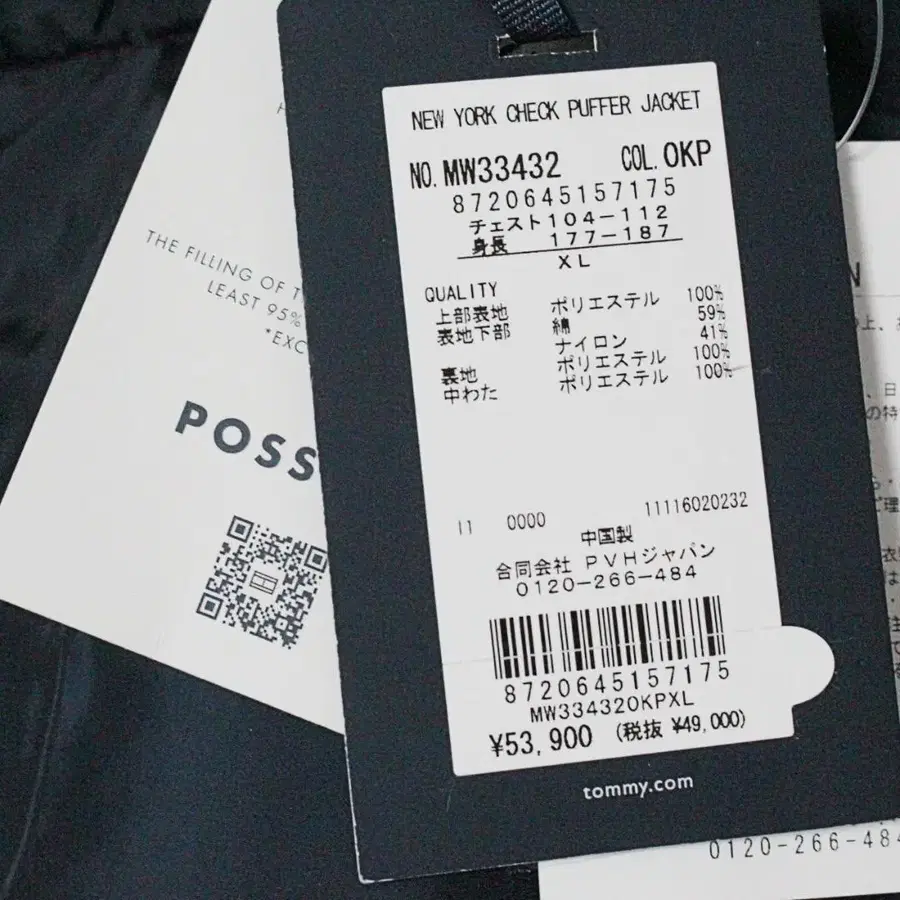 NEW YORK CHECK PUFFER JACKET
NO. MW33432 COL. 0KP
8720645157175
チェスト 104-112
身長 177-187
XL
QUALITY
上部表地 ポリエステル 100%
表地下部 綿 59%
ナイロン 41%
裏地 ポリエステル 100%
中わた ポリエステル 100%
11 0000 11116020232
中国製
合同会社 PVHジャパン
0120-266-484
8720645157175
MW334320KPXL
¥53,900 (税抜 ¥49,000)
tommy.com
THE FILLING OF
LEAST 95%
POSS
0120-266-484